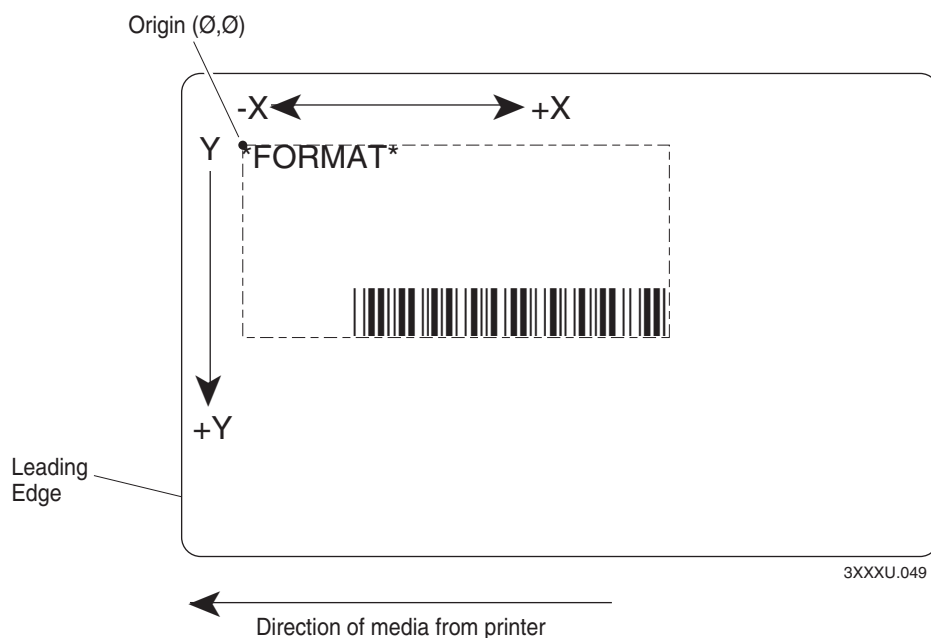 Origin (Ø,Ø)
-X +X
Y *FORMAT*
+Y
Leading
Edge
3XXXU.049
Direction of media from printer